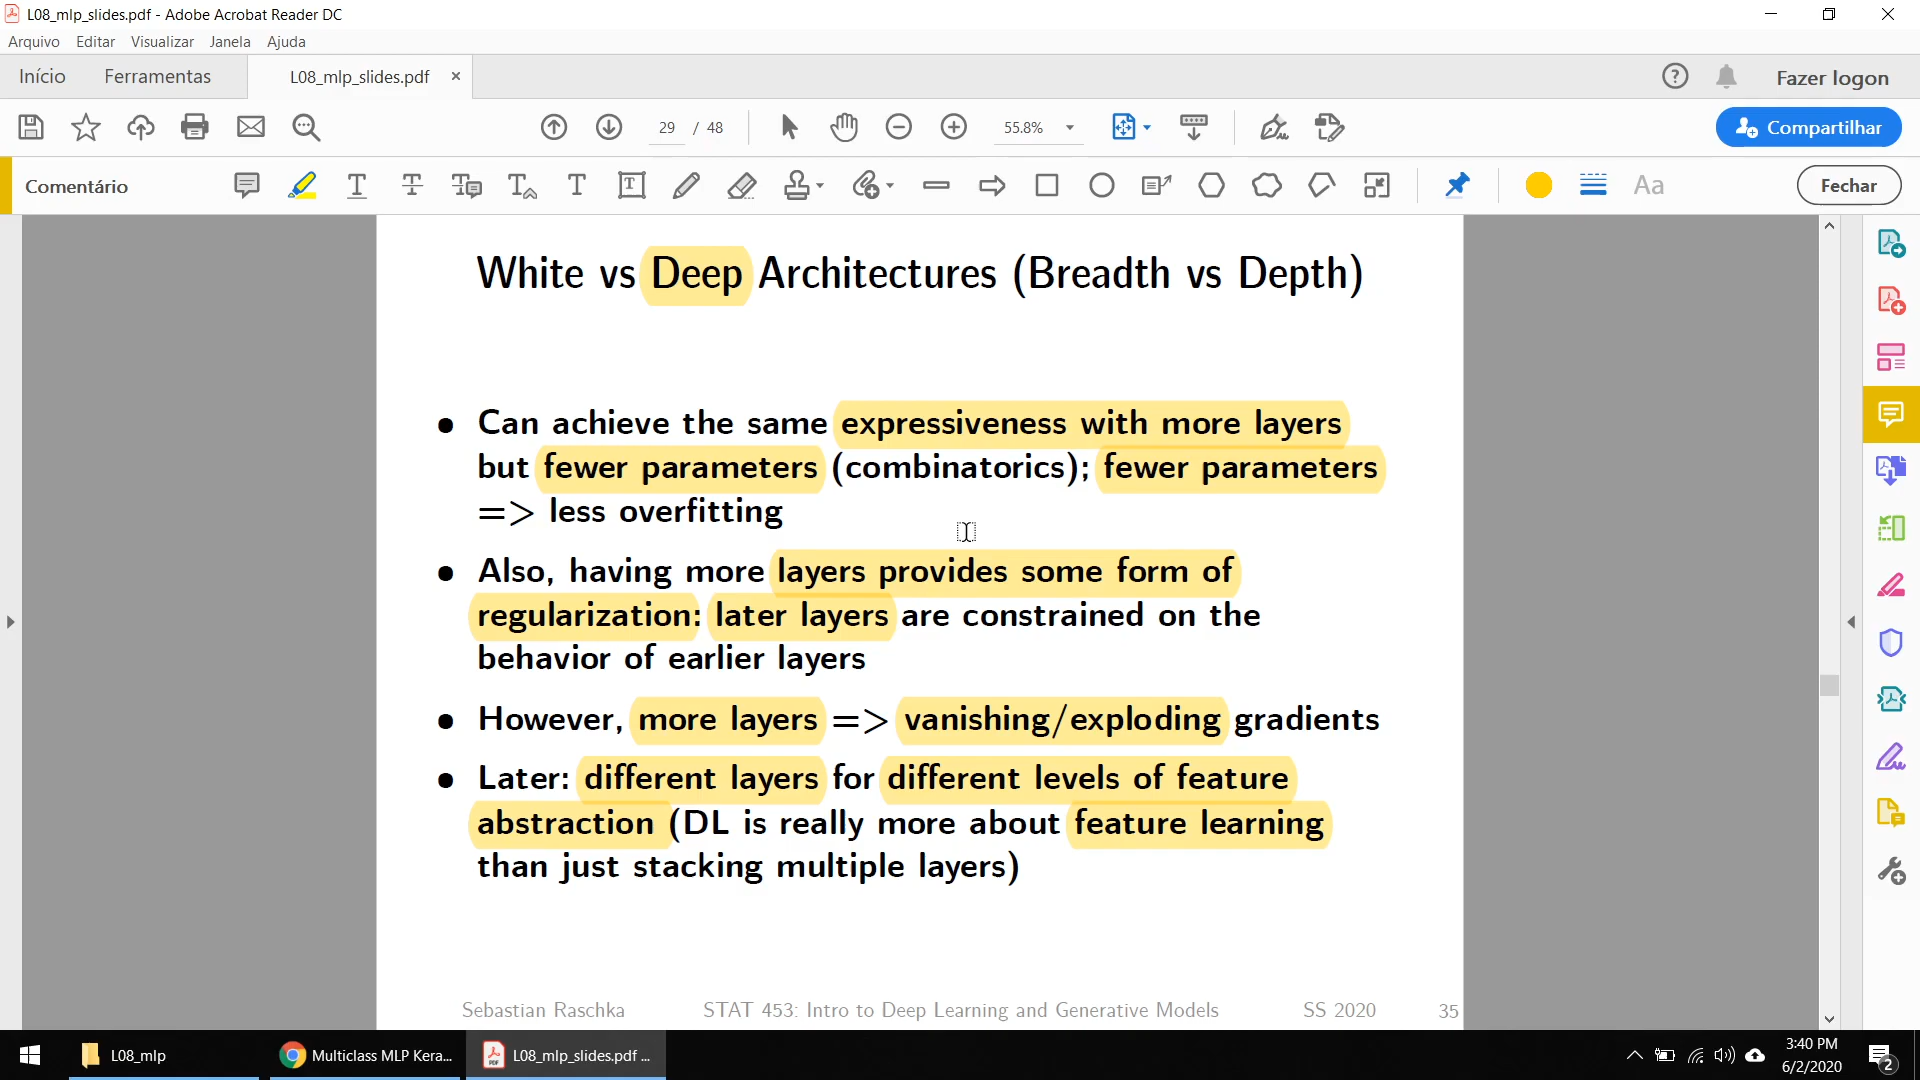 L08_mlp_slides.pdf - Adobe Acrobat Reader DC
Arquivo Editar Visualizar Janela Ajuda
Início Ferramentas L08_mlp_slides.pdf × Fazer logon
29 / 48 55.8% Compartilhar
Comentário Aa Fechar
White vs Deep Architectures (Breadth vs Depth)
• Can achieve the same expressiveness with more layers
but fewer parameters (combinatorics); fewer parameters
=> less overfitting
• Also, having more layers provides some form of
regularization: later layers are constrained on the
behavior of earlier layers
• However, more layers => vanishing/exploding gradients
• Later: different layers for different levels of feature
abstraction (DL is really more about feature learning
than just stacking multiple layers)
Sebastian Raschka STAT 453: Intro to Deep Learning and Generative Models SS 2020 35
L08_mlp Multiclass MLP Kera... L08_mlp_slides.pdf ... 3:40 PM
6/2/2020 2